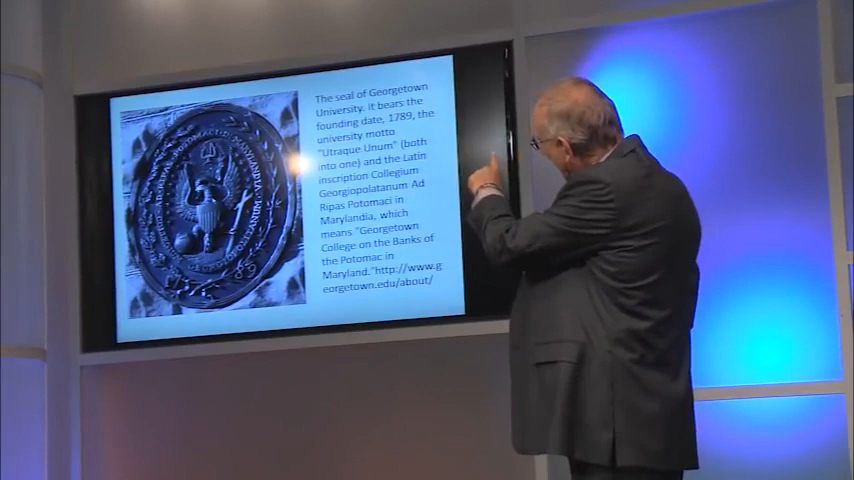 The seal of Georgetown
University. it bears the
founding date, 1789, the
university motto
"Utraque Unum" (both
into one) and the Latin
inscription Collegium
Georgiopolatanum Ad
Ripas Potomaci in
Marylandia, which
means "Georgetown
College on the Banks of
the Potomac in
Maryland."http://www.g
eorgetown.edu/about/